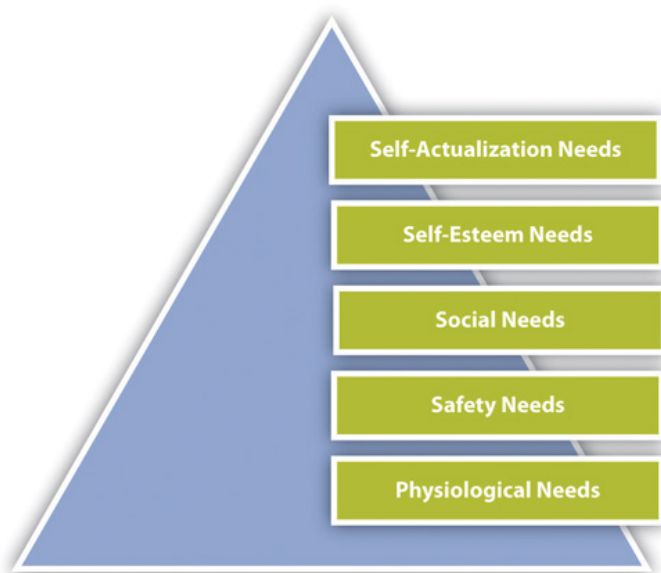 Self-Actualization Needs
Self-Esteem Needs
Social Needs
Safety Needs
Physiological Needs